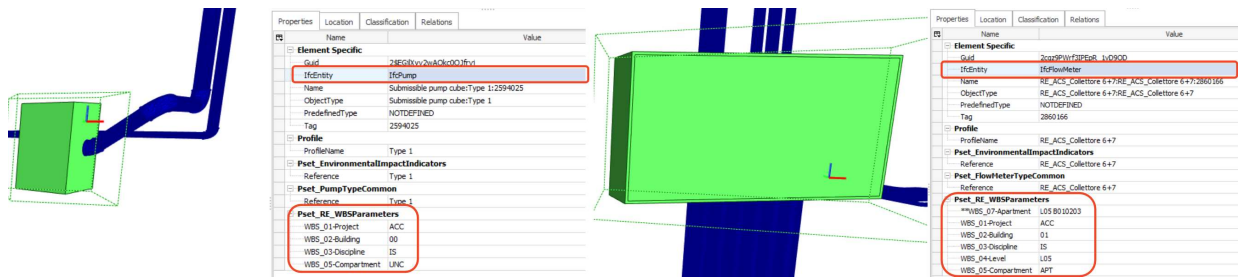 Properties Location Classification Relations
Name Value
Element Specific
Guid 2$EGlXvv2wAOkc0OJfrvj
IfcEntity IfcPump
Name Submissible pump cube:Type 1:2594025
ObjectType Submissible pump cube:Type 1
PredefinedType NOTDEFINED
Tag 2594025
Profile
ProfileName Type 1
Pset_EnvironmentalImpactIndicators
Reference Type 1
Pset_PumpTypeCommon
Reference Type 1
Pset_RE_WBSParameters
WBS_01-Project ACC
WBS_02-Building 00
WBS_03-Discipline IS
WBS_05-Compartment UNC
Properties Location Classification Relations
Name Value
Element Specific
Guid
IfcEntity IfcFlowMeter
Name RE_ACS_Collettore 6+7:RE_ACS_Collettore 6+7:2860166
ObjectType RE_ACS_Collettore 6+7:RE_ACS_Collettore 6+7
PredefinedType NOTDEFINED
Tag 2860166
Profile
ProfileName RE_ACS_Collettore 6+7
Pset_EnvironmentalImpactIndicators
Reference RE_ACS_Collettore 6+7
Pset_FlowMeterTypeCommon
Reference RE_ACS_Collettore 6+7
Pset_RE_WBSParameters
**WBS_07-Apartment L05 B010203
WBS_01-Project ACC
WBS_02-Building 01
WBS_03-Discipline IS
WBS_04-Level L05
WBS_05-Compartment APT